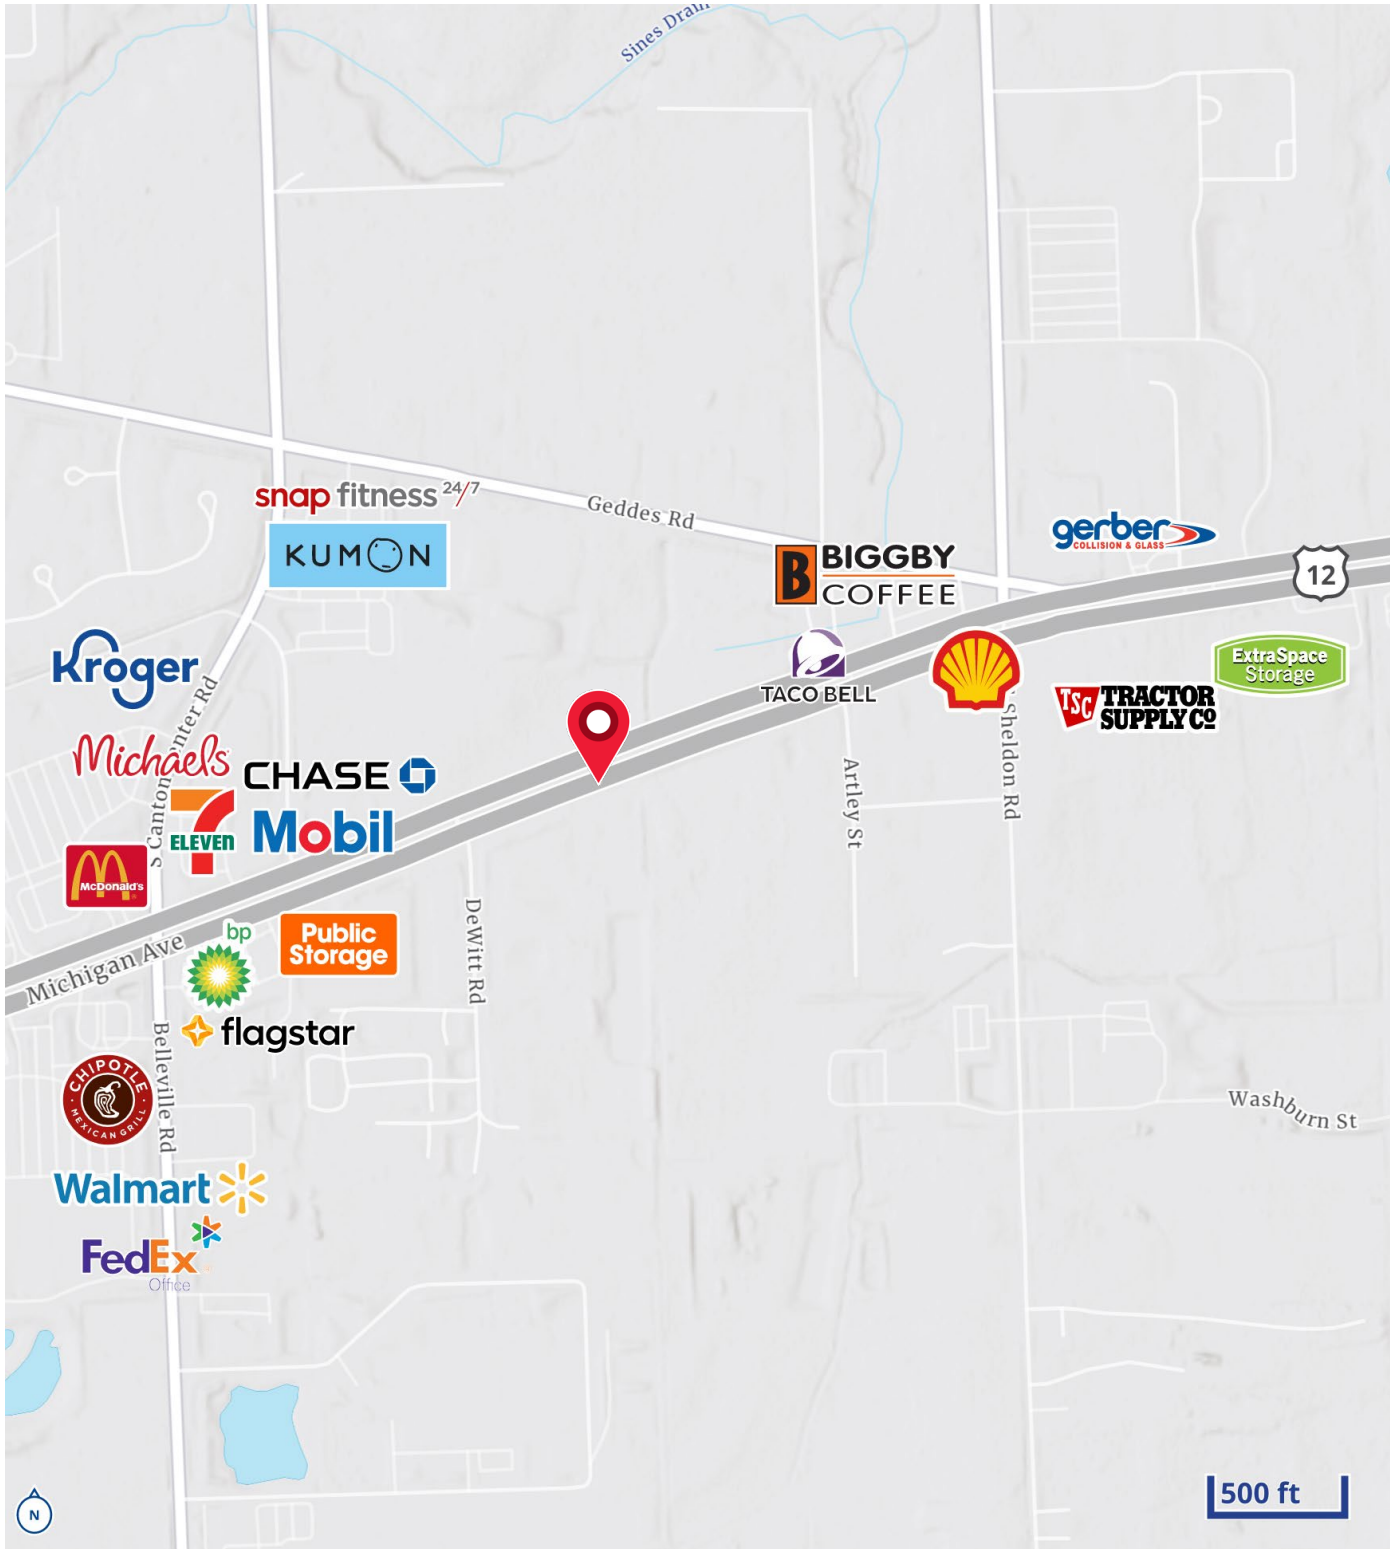 Sines Drain
snap fitness 24/7
KUMON
Geddes Rd
gerber
COLLISION & GLASS
BIGGBY
COFFEE
12
Kroger
TACO BELL
ExtraSpace
Storage
TSC TRACTOR
SUPPLY CO
S Canton Center Rd
Sheldon Rd
Michaels
CHASE
7
ELEVEn
Mobil
Artley St
McDonald's
Michigan Ave
bp
Public
Storage
DeWitt Rd
flagstar
Belleville Rd
CHIPOTLE
MEXICAN GRILL
Washburn St
Walmart
FedEx
Office
500 ft
N